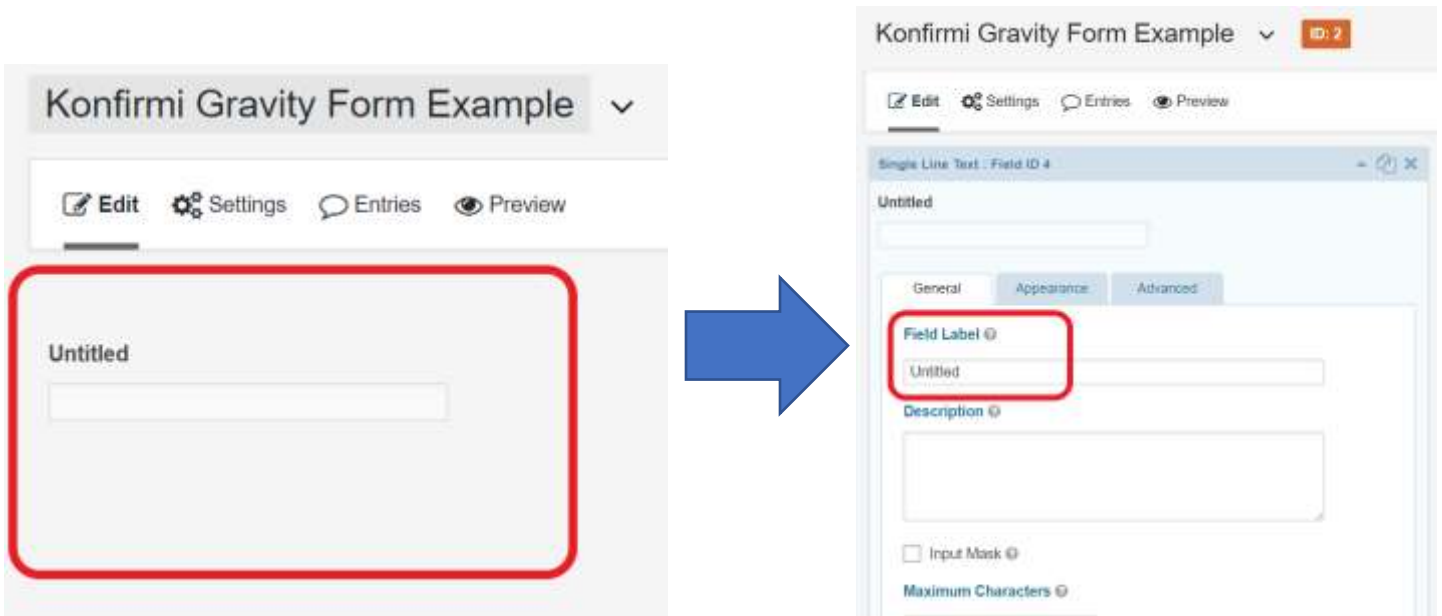 Konfirmi Gravity Form Example
Edit Settings Entries Preview
Untitled
Konfirmi Gravity Form Example ID: 2
Edit Settings Entries Preview
Single Line Text : Field ID 4
Untitled
General Appearance Advanced
Field Label
Untitled
Description
Input Mask
Maximum Characters